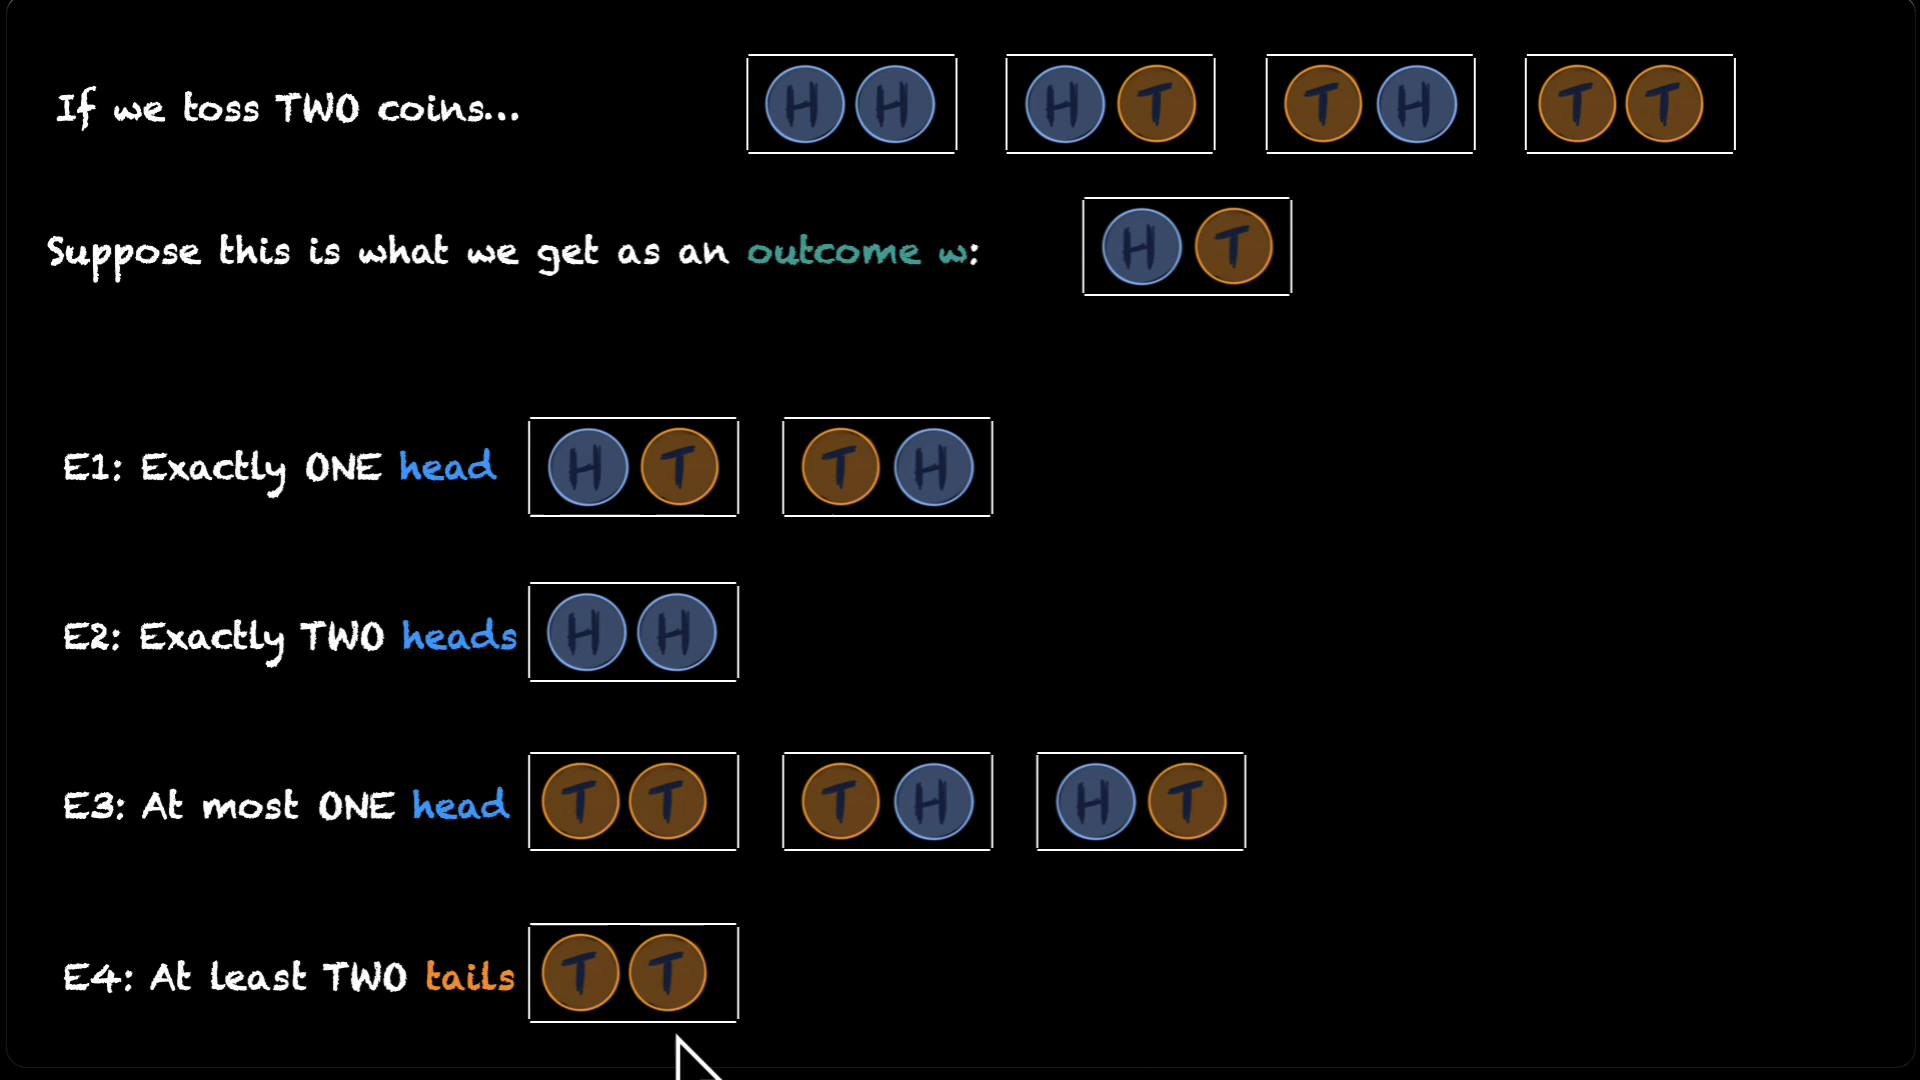 If we toss TWO coins... H H H T T H T T
Suppose this is what we get as an outcome w: H T
E1: Exactly ONE head H T T H
E2: Exactly TWO heads H H
E3: At most ONE head T T T H H T
E4: At least TWO tails T T